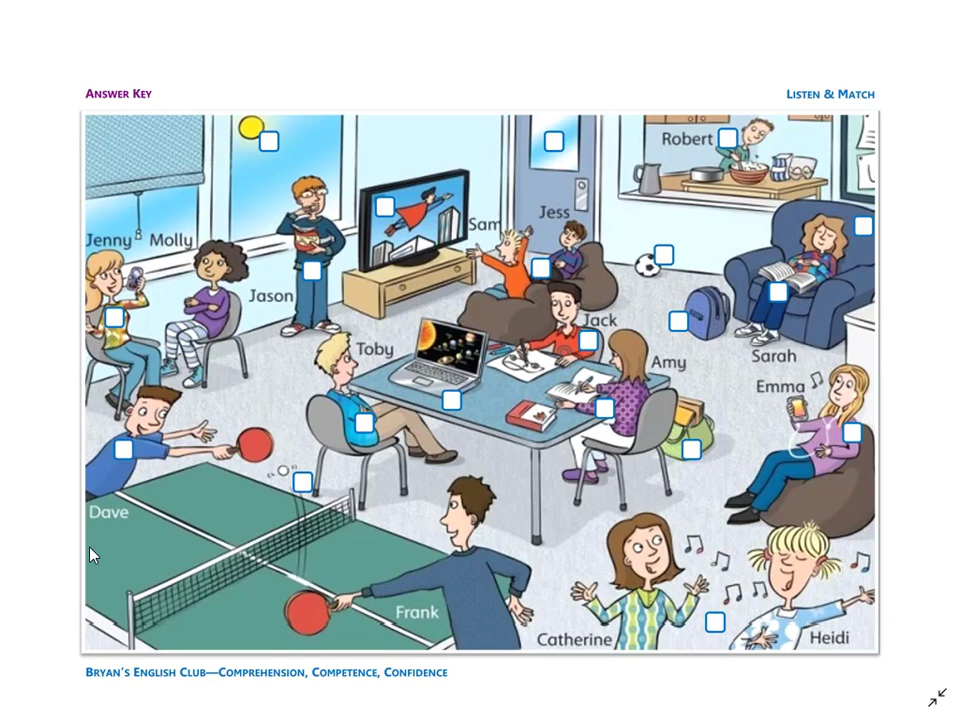 ANSWER KEY
LISTEN & MATCH
Robert
Jess
Sam
Jenny Molly
Jason
Jack
Toby
Amy
Sarah
Emma
Dave
Frank
Catherine
Heidi
BRYAN'S ENGLISH CLUB—COMPREHENSION, COMPETENCE, CONFIDENCE